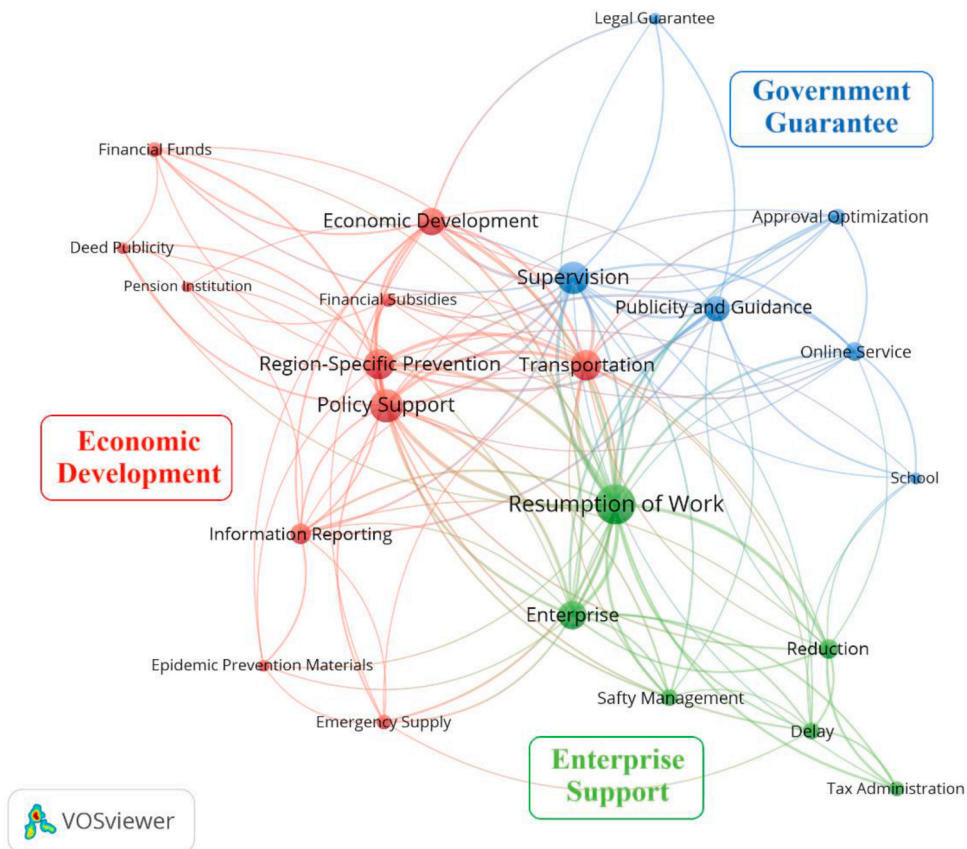 Legal Guarantee
Government
Guarantee
Financial Funds
Economic Development
Approval Optimization
Deed Publicity
Pension Institution
Financial Subsidies
Supervision
Publicity and Guidance
Online Service
Region-Specific Prevention
Transportation
Policy Support
Economic
Development
School
Resumption of Work
Information Reporting
Enterprise
Reduction
Epidemic Prevention Materials
Safty Management
Emergency Supply
Delay
Enterprise
Support
Tax Administration
VOSviewer